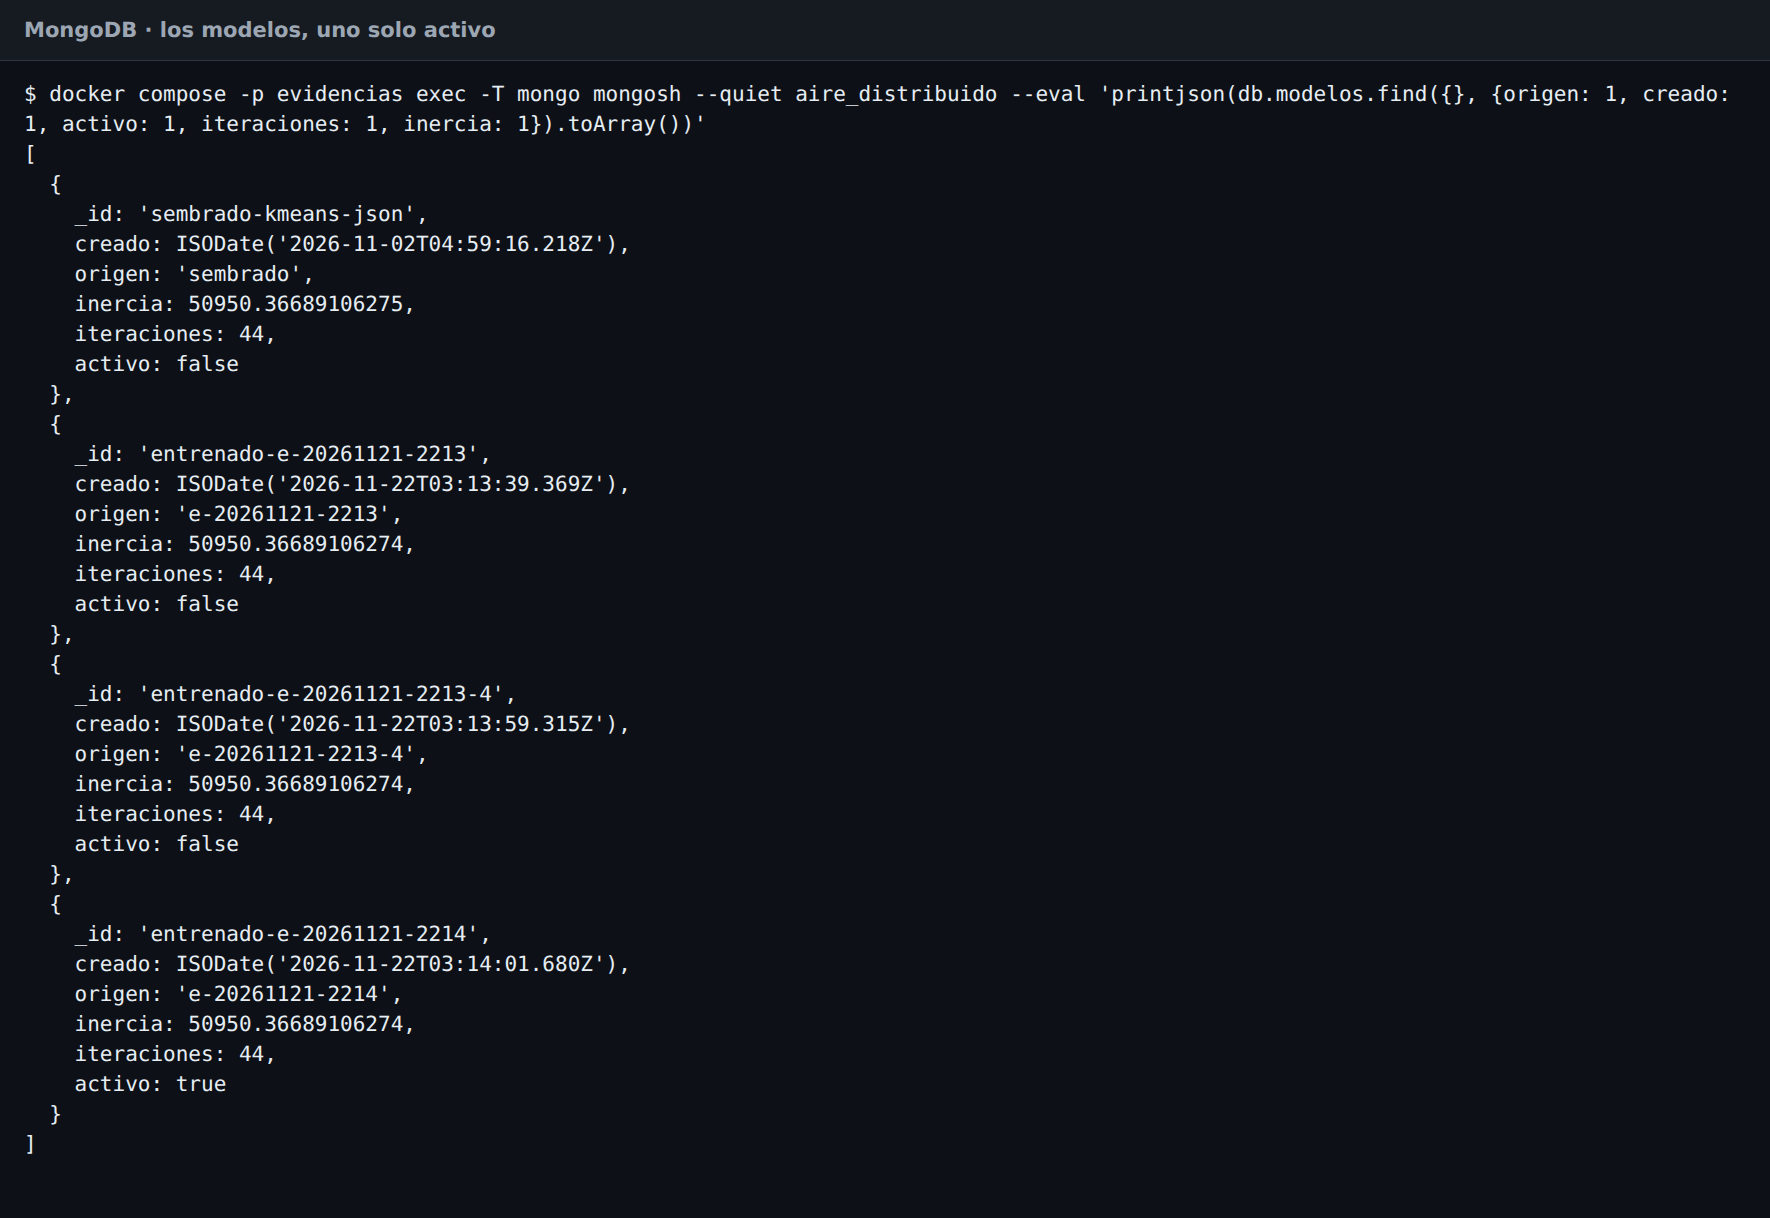 MongoDB · los modelos, uno solo activo
$ docker compose -p evidencias exec -T mongo mongosh --quiet aire_distribuido --eval 'printjson(db.modelos.find({}, {origen: 1, creado:
1, activo: 1, iteraciones: 1, inercia: 1}).toArray())'
[
  {
    _id: 'sembrado-kmeans-json',
    creado: ISODate('2026-11-02T04:59:16.218Z'),
    origen: 'sembrado',
    inercia: 50950.36689106275,
    iteraciones: 44,
    activo: false
  },
  {
    _id: 'entrenado-e-20261121-2213',
    creado: ISODate('2026-11-22T03:13:39.369Z'),
    origen: 'e-20261121-2213',
    inercia: 50950.36689106274,
    iteraciones: 44,
    activo: false
  },
  {
    _id: 'entrenado-e-20261121-2213-4',
    creado: ISODate('2026-11-22T03:13:59.315Z'),
    origen: 'e-20261121-2213-4',
    inercia: 50950.36689106274,
    iteraciones: 44,
    activo: false
  },
  {
    _id: 'entrenado-e-20261121-2214',
    creado: ISODate('2026-11-22T03:14:01.680Z'),
    origen: 'e-20261121-2214',
    inercia: 50950.36689106274,
    iteraciones: 44,
    activo: true
  }
]